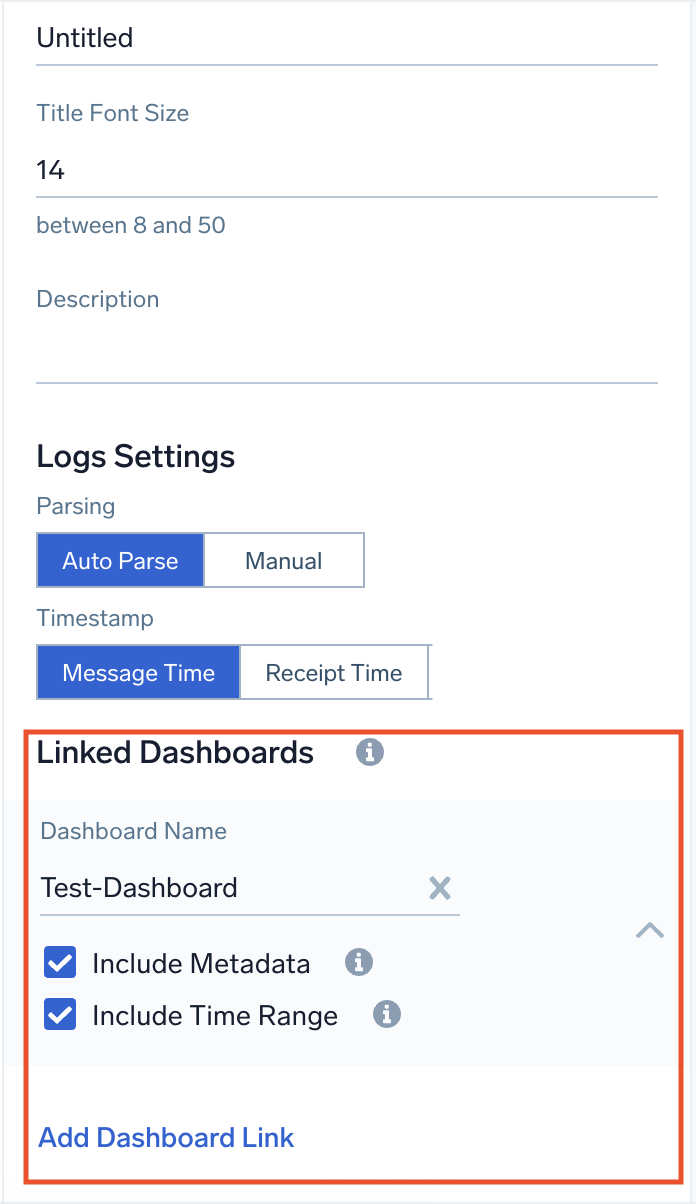 Untitled
Title Font Size
14
between 8 and 50
Description
Logs Settings
Parsing
Auto Parse Manual
Timestamp
Message Time Receipt Time
Linked Dashboards
Dashboard Name
Test-Dashboard
Include Metadata
Include Time Range
Add Dashboard Link